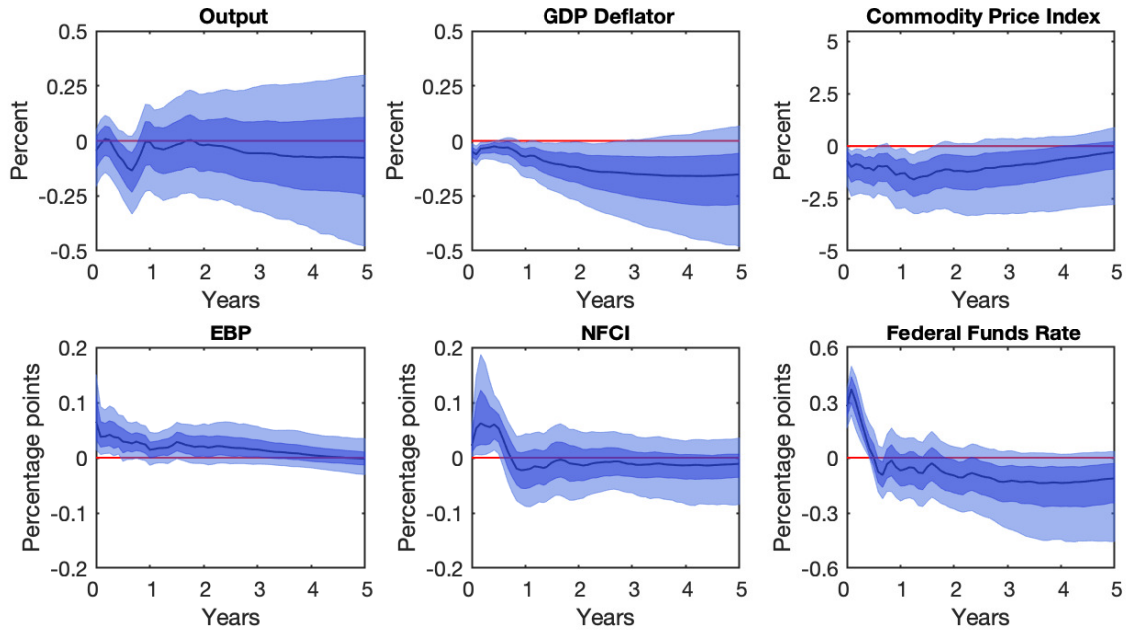 Output
GDP Deflator
Commodity Price Index
Percent
0.5
0.25
0
-0.25
-0.5
0 1 2 3 4 5
Years
Percent
0.5
0.25
0
-0.25
-0.5
0 1 2 3 4 5
Years
Percent
5
2.5
0
-2.5
-5
0 1 2 3 4 5
Years
EBP
NFCI
Federal Funds Rate
Percentage points
0.2
0.1
0
-0.1
-0.2
0 1 2 3 4 5
Years
Percentage points
0.2
0.1
0
-0.1
-0.2
0 1 2 3 4 5
Years
Percentage points
0.6
0.3
0
-0.3
-0.6
0 1 2 3 4 5
Years